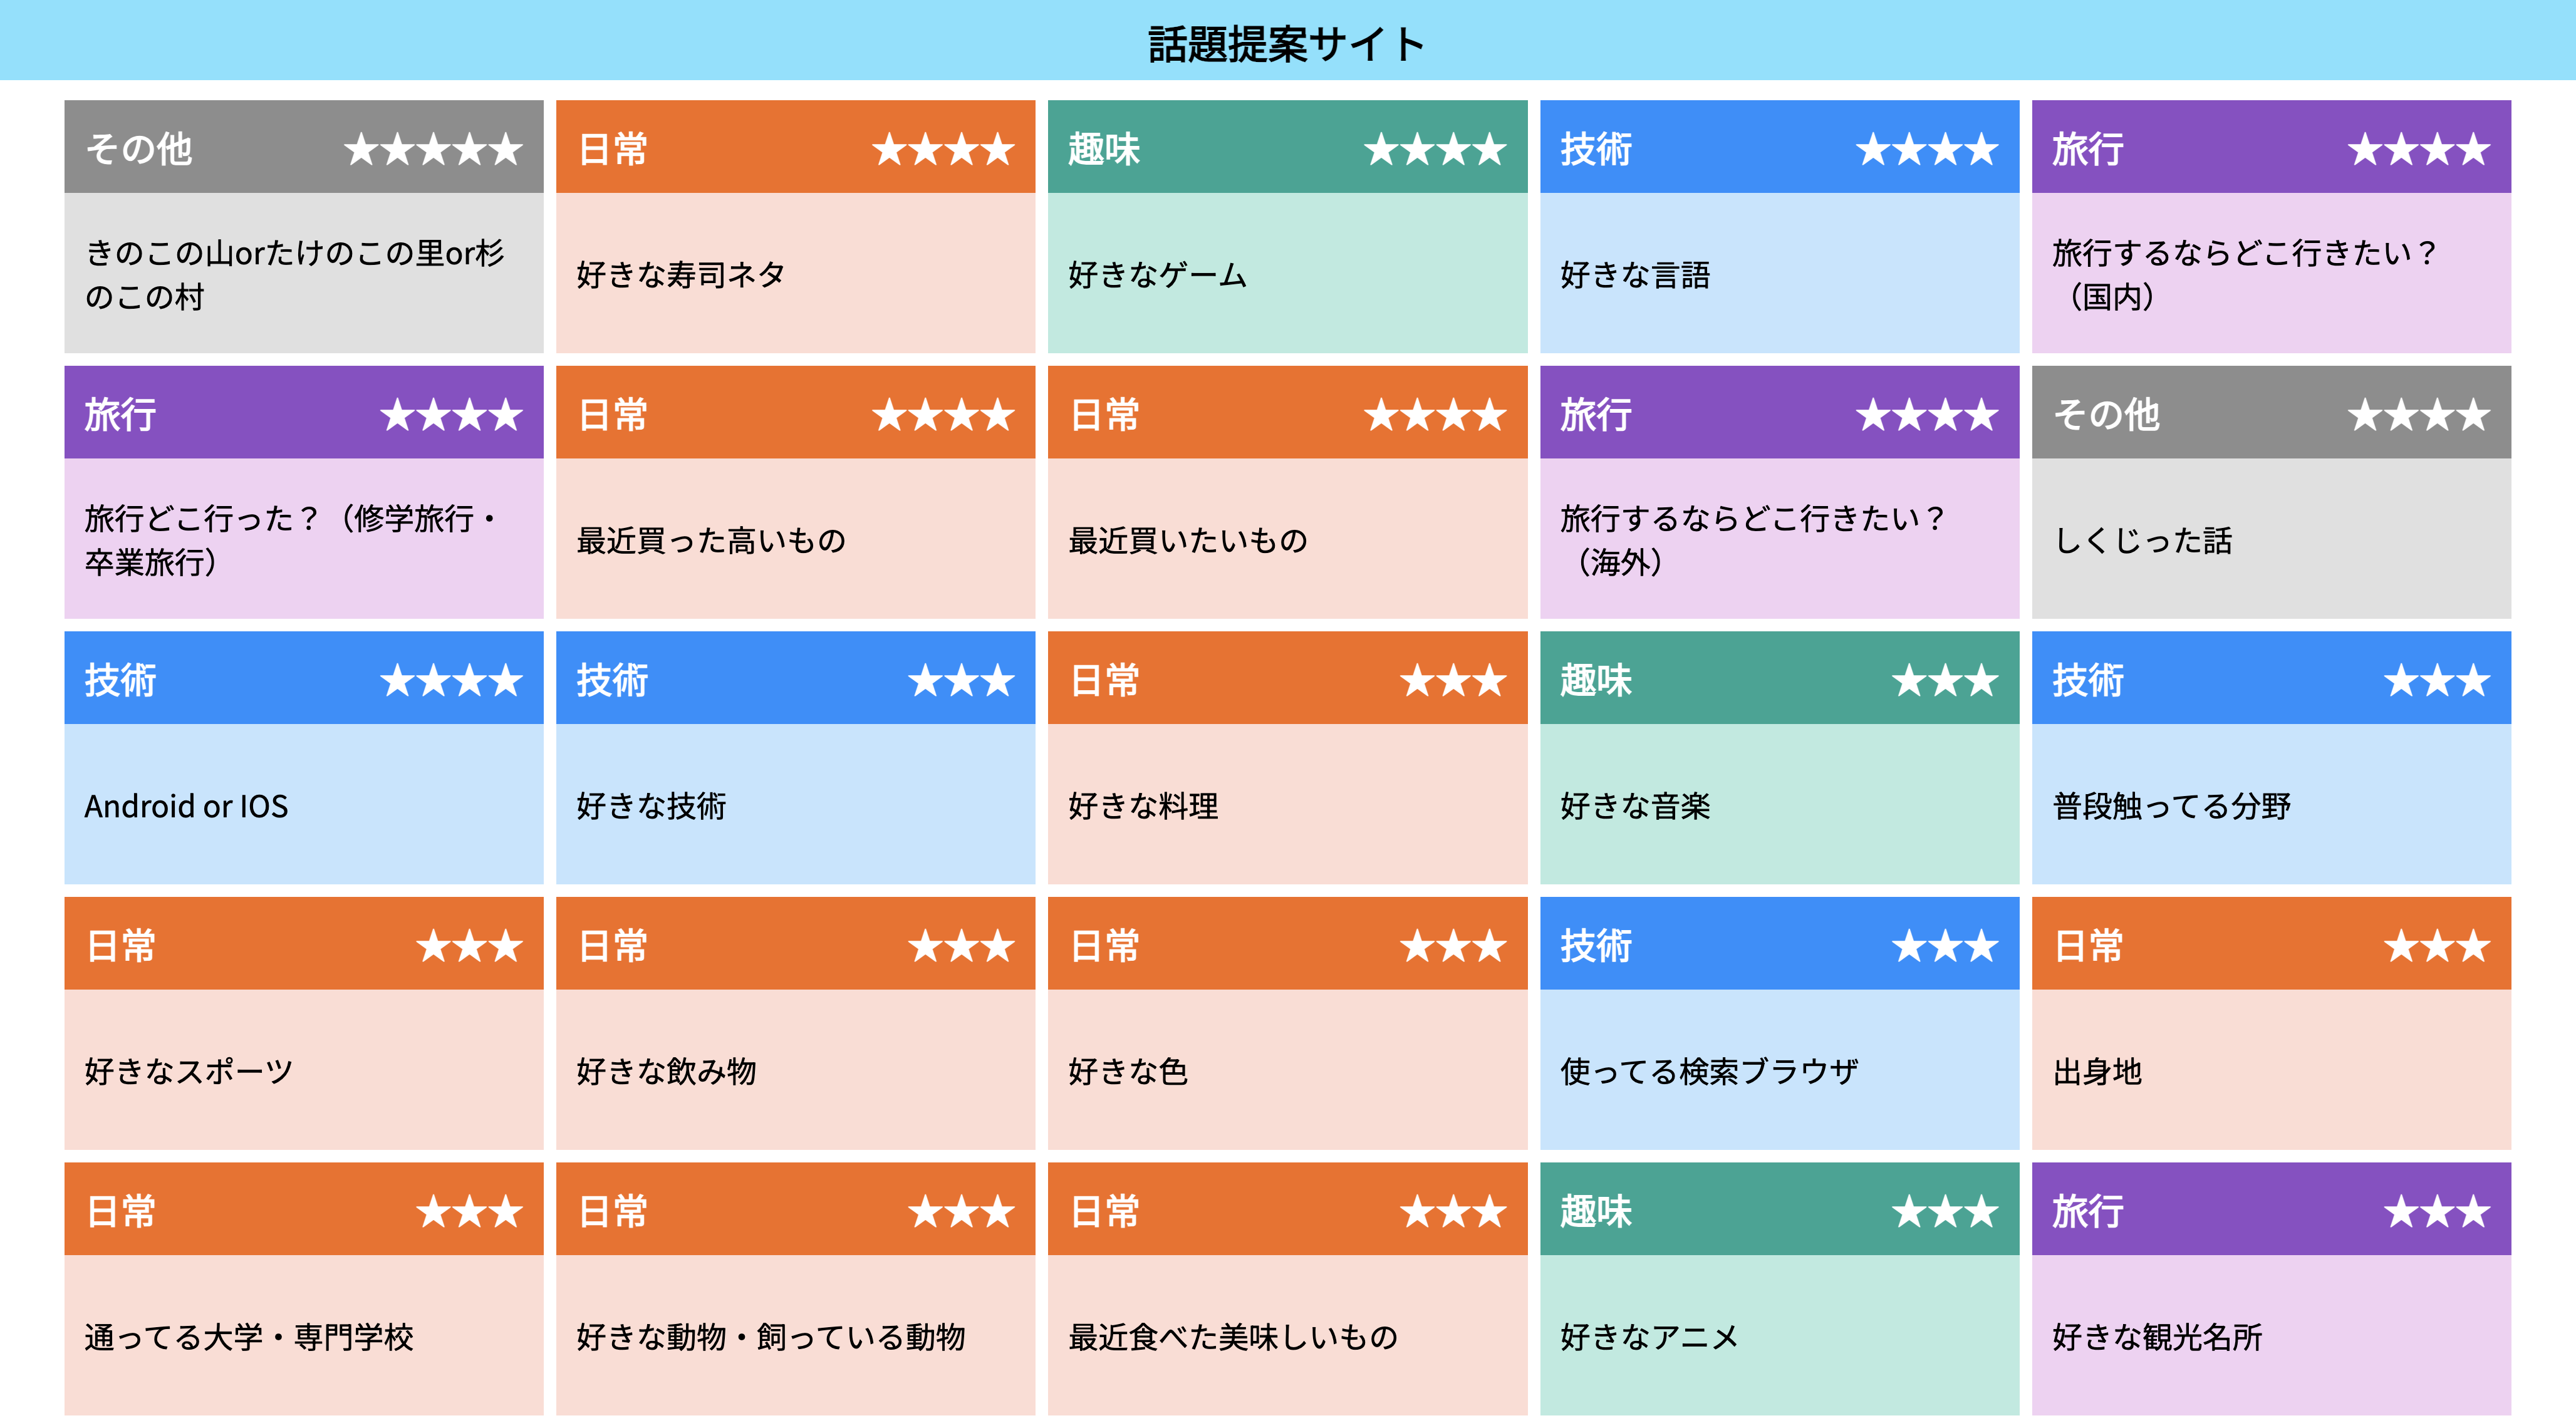 話題提案サイト
その他 ★★★★★
きのこの山orたけのこの里or杉
のこの村
日常 ★★★★
好きな寿司ネタ
趣味 ★★★★
好きなゲーム
技術 ★★★★
好きな言語
旅行 ★★★★
旅行するならどこ行きたい？
（国内）
旅行 ★★★★
旅行どこ行った？（修学旅行・
卒業旅行）
日常 ★★★★
最近買った高いもの
日常 ★★★★
最近買いたいもの
旅行 ★★★★
旅行するならどこ行きたい？
（海外）
その他 ★★★★
しくじった話
技術 ★★★★
Android or IOS
技術 ★★★
好きな技術
日常 ★★★
好きな料理
趣味 ★★★
好きな音楽
技術 ★★★
普段触ってる分野
日常 ★★★
好きなスポーツ
日常 ★★★
好きな飲み物
日常 ★★★
好きな色
技術 ★★★
使ってる検索ブラウザ
日常 ★★★
出身地
日常 ★★★
通ってる大学・専門学校
日常 ★★★
好きな動物・飼っている動物
日常 ★★★
最近食べた美味しいもの
趣味 ★★★
好きなアニメ
旅行 ★★★
好きな観光名所